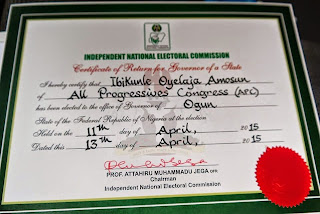 INDEPENDENT NATIONAL ELECTORAL COMMISSION
Certificate of Return for Governor of a State
I hereby certify that Ibikunle Oyelaja Amosun
of All Progressives Congress (APC)
has been elected to the office of Governor of Ogun
State of the Federal Republic of Nigeria at the election
Held on the 11th day of April, 2015
Dated this 13th day of April, 2015
PROF. ATTAHIRU MUHAMMADU JEGA OFR
Chairman
Independent National Electoral Commission